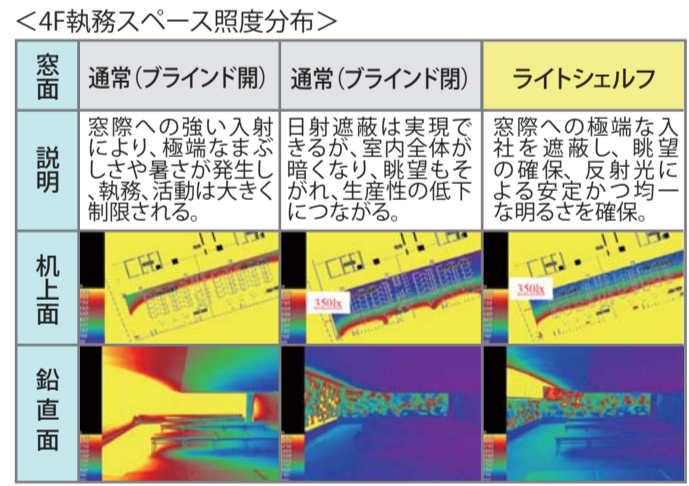 ＜4F執務スペース照度分布＞
窓面
通常(ブラインド開)
通常(ブラインド閉)
ライトシェルフ
説明
窓際への強い入射
により、極端なまぶ
しさや暑さが発生し
、執務、活動は大きく
制限される。
日射遮蔽は実現で
きるが、室内全体が
暗くなり、眺望もそ
がれ、生産性の低下
につながる。
窓際への極端な入
社を遮蔽し、眺望
の確保、反射光に
よる安定かつ均一
な明るさを確保。
机上面
350lx
350lx
鉛直面